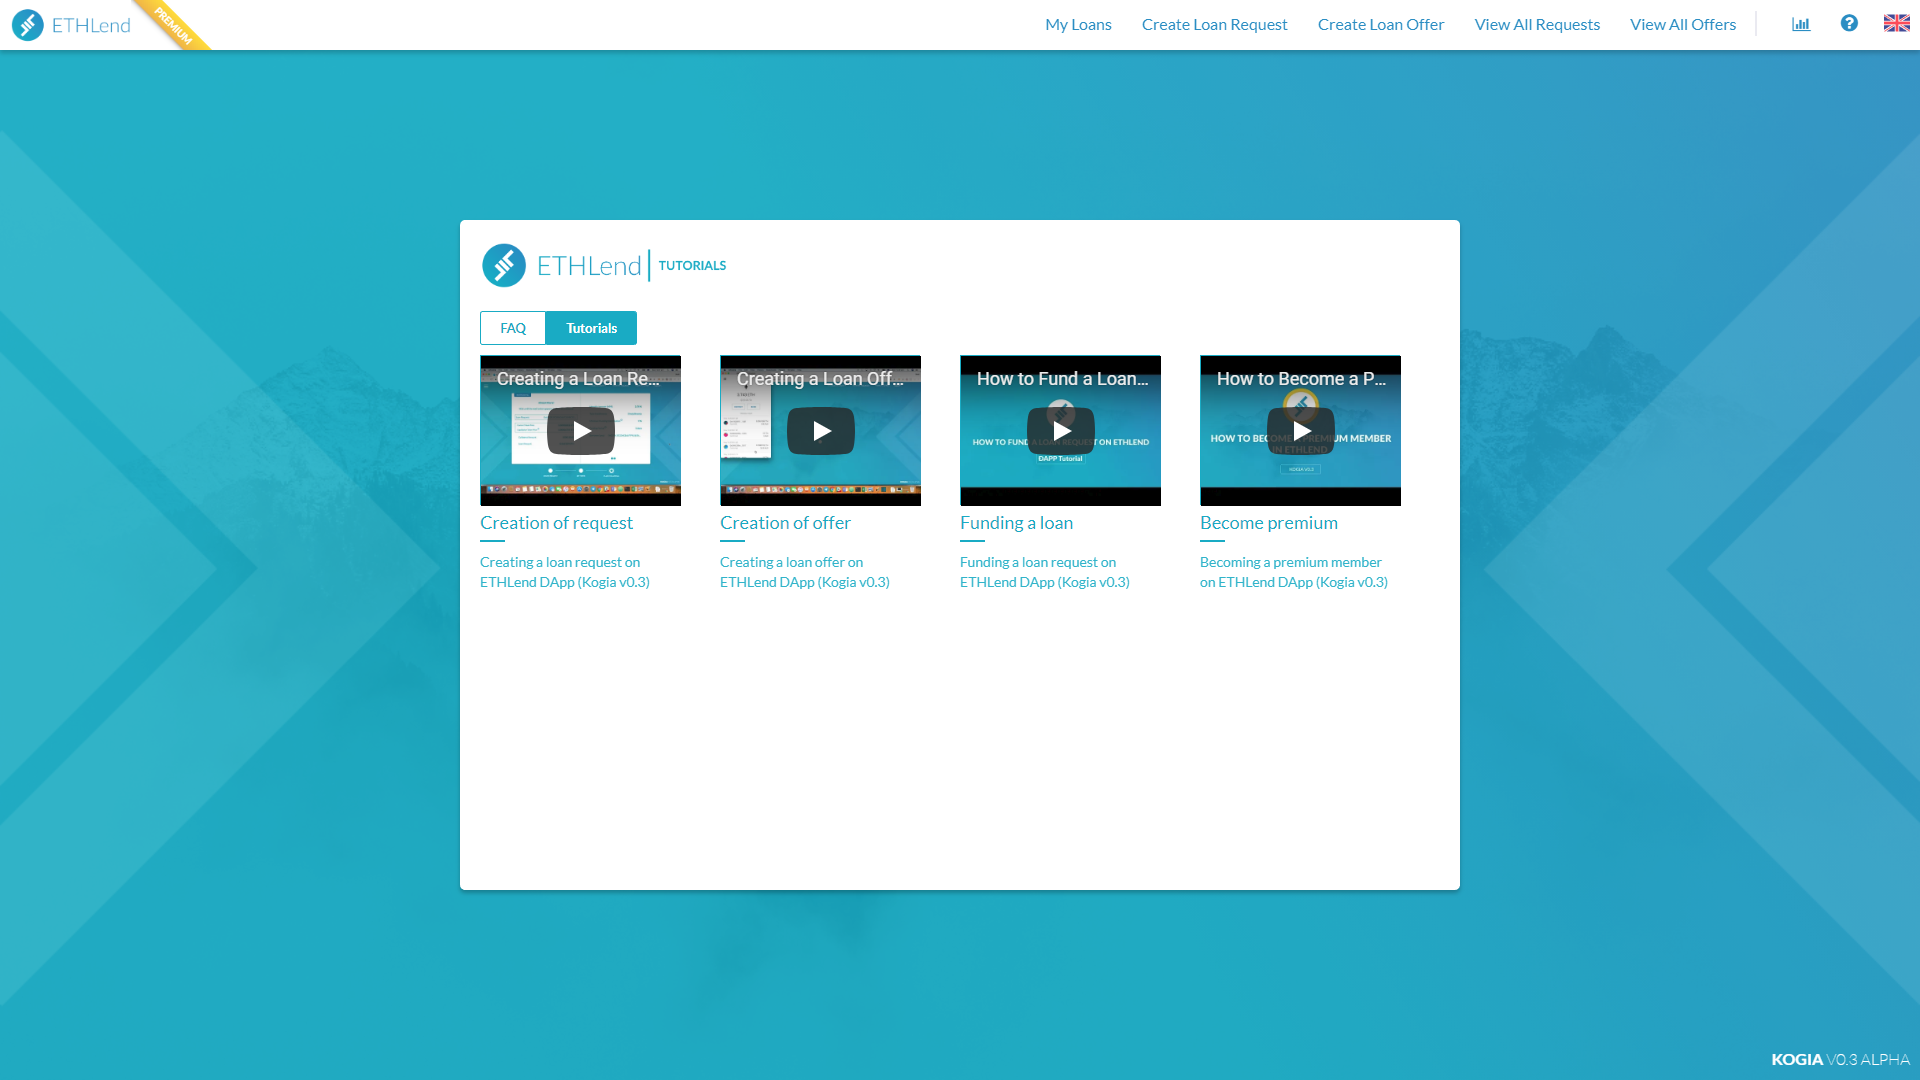 ETHLend
PREMIUM
My Loans
Create Loan Request
Create Loan Offer
View All Requests
View All Offers
ETHLend
TUTORIALS
FAQ
Tutorials
Creating a Loan Re...
Creating a Loan Off...
How to Fund a Loan...
HOW TO FUND A LOAN REQUEST ON ETHLEND
DAPP Tutorial
How to Become a P...
HOW TO BECOME A PREMIUM MEMBER
IN ETHLEND
KOGIA V0.3
Creation of request
Creating a loan request on
ETHLend DApp (Kogia v0.3)
Creation of offer
Creating a loan offer on
ETHLend DApp (Kogia v0.3)
Funding a loan
Funding a loan request on
ETHLend DApp (Kogia v0.3)
Become premium
Becoming a premium member
on ETHLend DApp (Kogia v0.3)
KOGIA V0.3 ALPHA